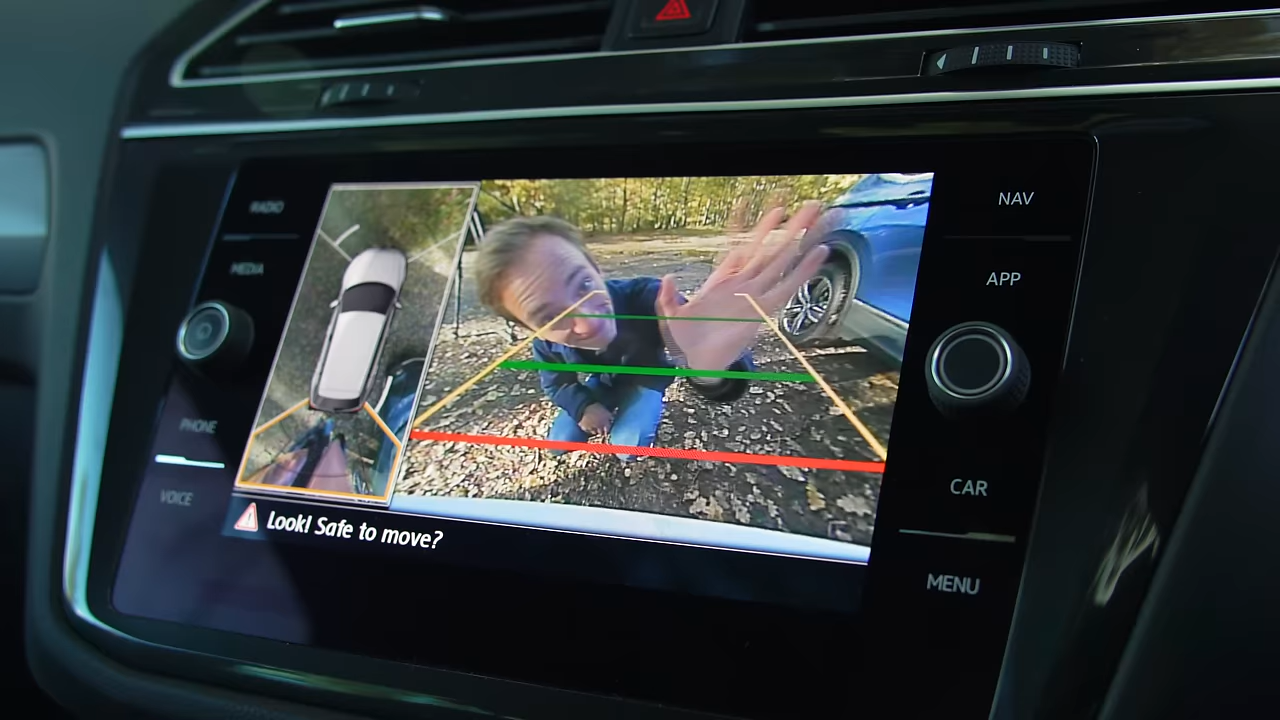 RADIO
MEDIA
PHONE
VOICE
Look! Safe to move?
NAV
APP
CAR
MENU